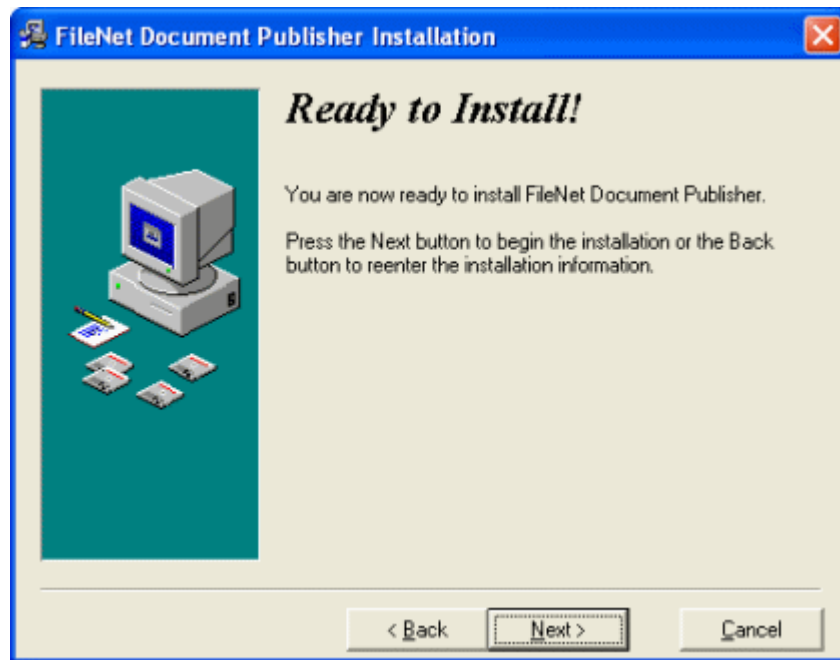 FileNet Document Publisher Installation
Ready to Install!
You are now ready to install FileNet Document Publisher.
Press the Next button to begin the installation or the Back
button to reenter the installation information.
< Back
Next >
Cancel